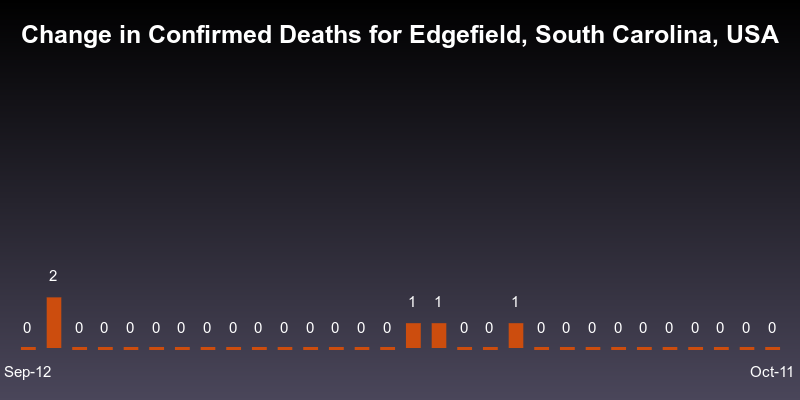 Change in Confirmed Deaths for Edgefield, South Carolina, USA
0 2 0 0 0 0 0 0 0 0 0 0 0 0 0 1 1 0 0 1 0 0 0 0 0 0 0 0 0 0
Sep-12 Oct-11